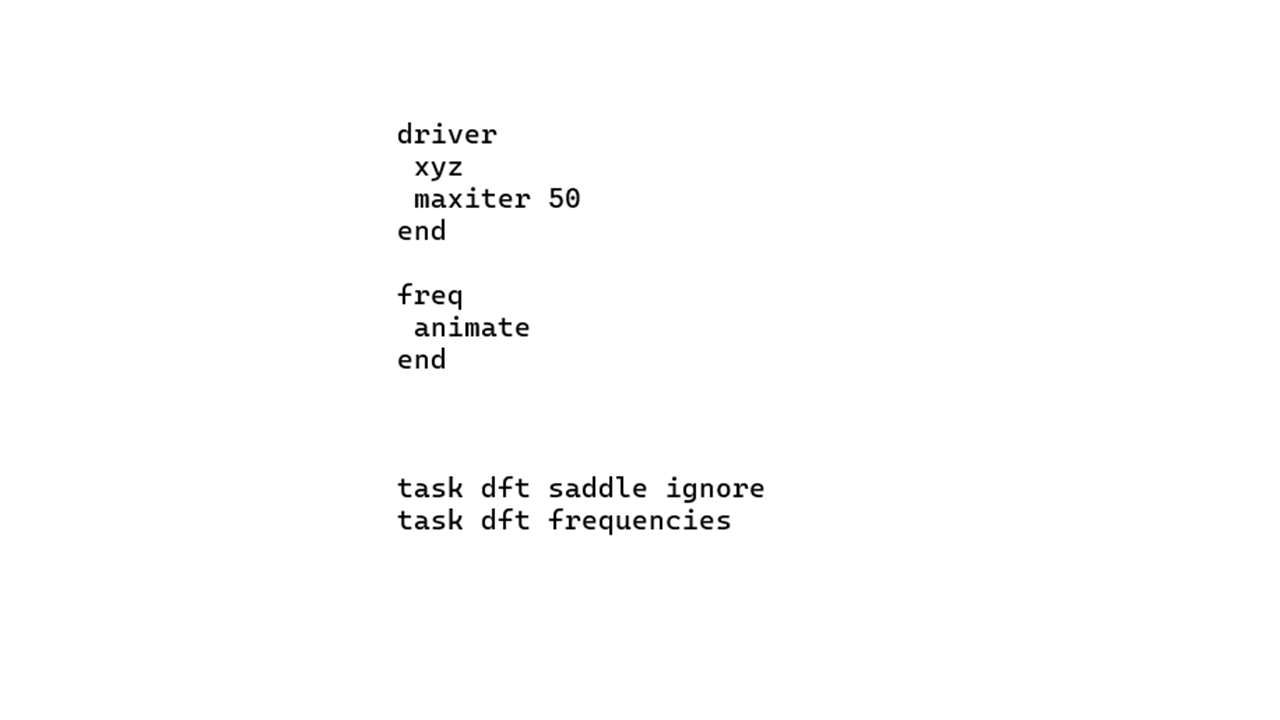 driver
 xyz
 maxiter 50
end

freq
 animate
end

task dft saddle ignore
task dft frequencies